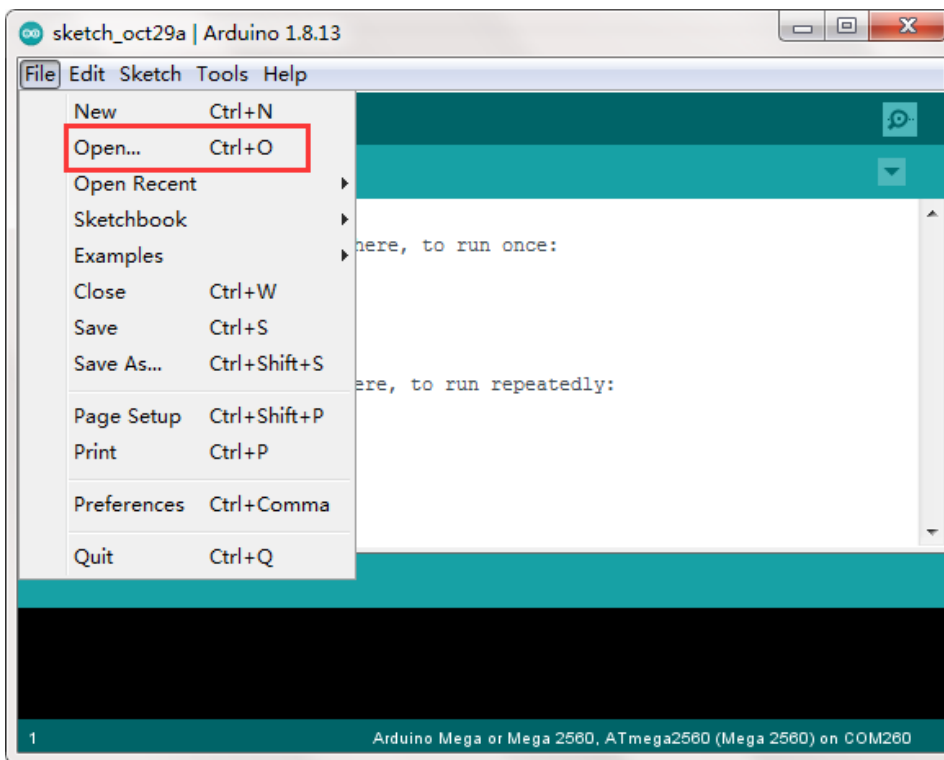 sketch_oct29a | Arduino 1.8.13
File Edit Sketch Tools Help
New Ctrl+N
Open... Ctrl+O
Open Recent
Sketchbook
Examples
Close Ctrl+W
Save Ctrl+S
Save As... Ctrl+Shift+S
Page Setup Ctrl+Shift+P
Print Ctrl+P
Preferences Ctrl+Comma
Quit Ctrl+Q
here, to run once:
ere, to run repeatedly:
1 Arduino Mega or Mega 2560, ATmega2560 (Mega 2560) on COM260